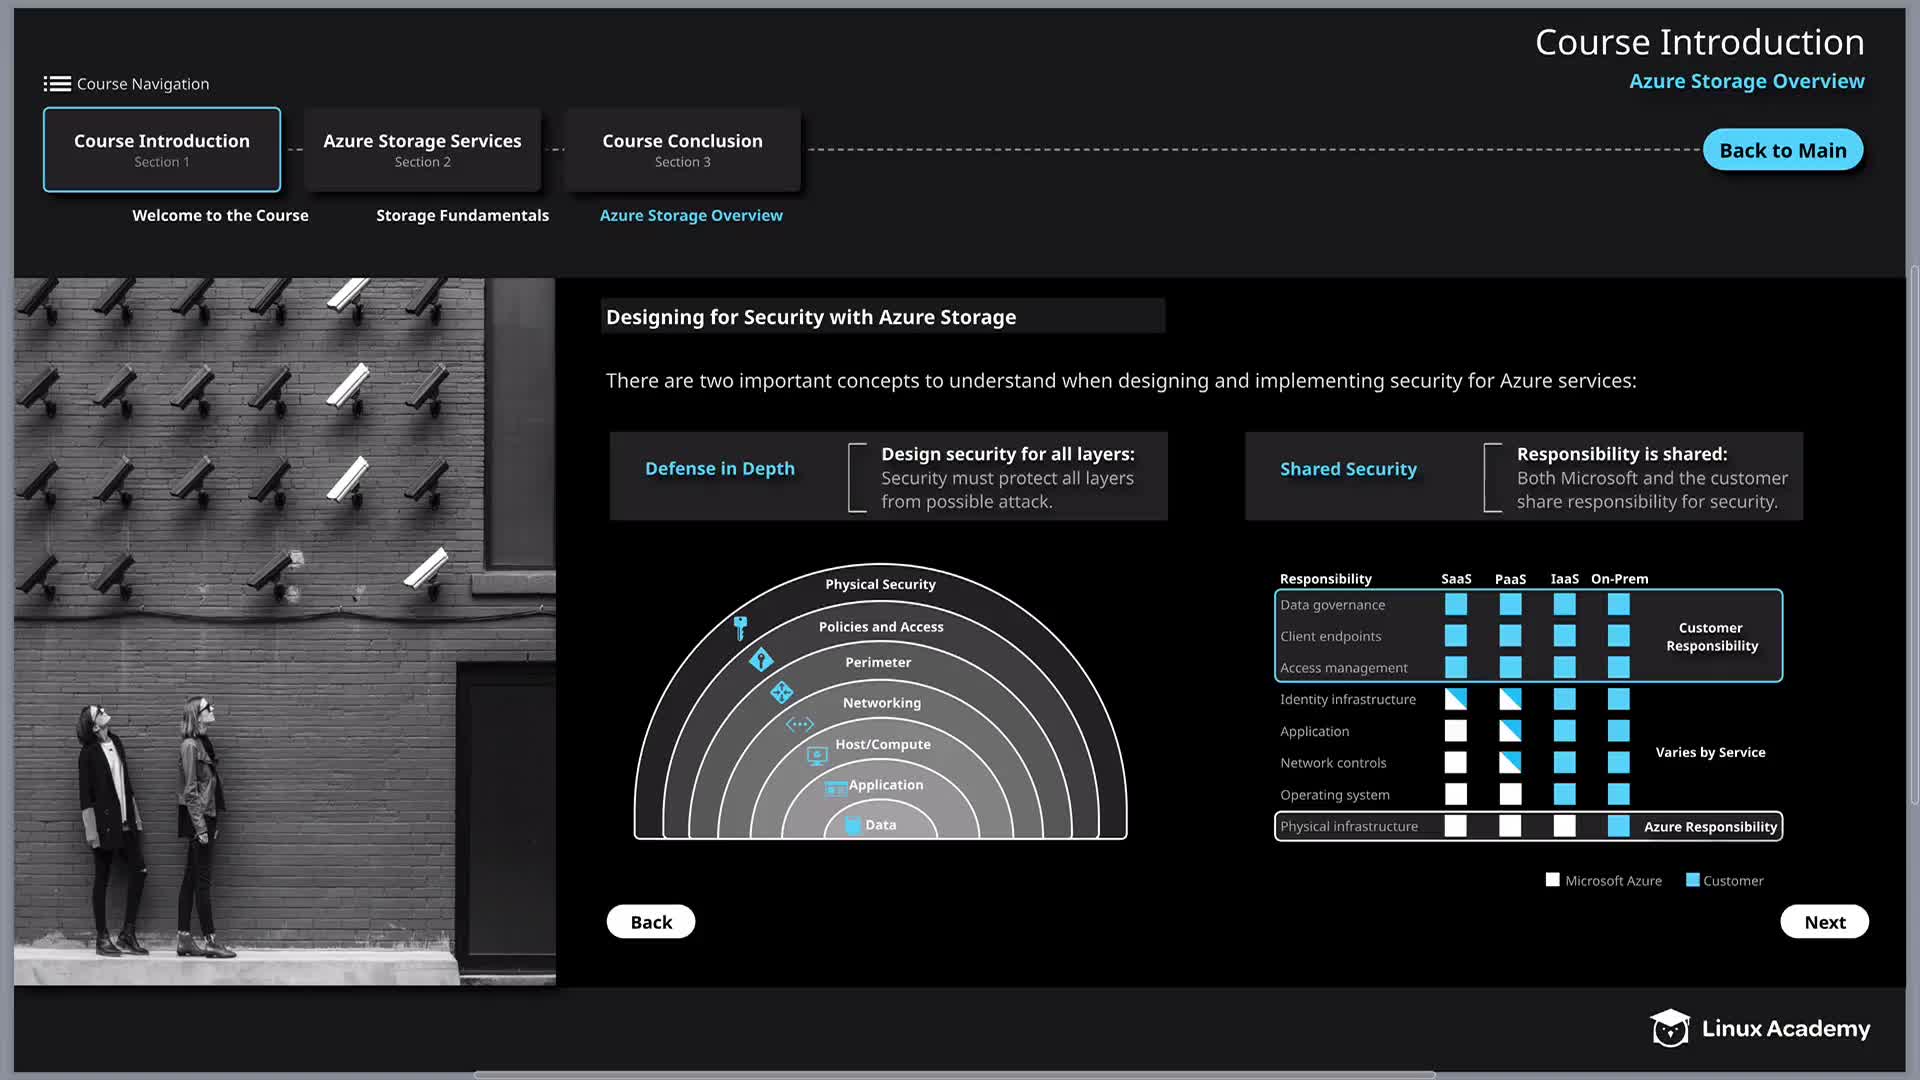 Course Introduction
Azure Storage Overview
Course Navigation
Course Introduction
Section 1
Azure Storage Services
Section 2
Course Conclusion
Section 3
Back to Main
Welcome to the Course
Storage Fundamentals
Azure Storage Overview
Designing for Security with Azure Storage
There are two important concepts to understand when designing and implementing security for Azure services:
Defense in Depth
Design security for all layers:
Security must protect all layers
from possible attack.
Shared Security
Responsibility is shared:
Both Microsoft and the customer
share responsibility for security.
Physical Security
Policies and Access
Perimeter
Networking
Host/Compute
Application
Data
Responsibility SaaS PaaS IaaS On-Prem
Data governance
Client endpoints
Access management
Customer
Responsibility
Identity infrastructure
Application
Network controls
Operating system
Varies by Service
Physical infrastructure
Azure Responsibility
Microsoft Azure
Customer
Back
Next
Linux Academy